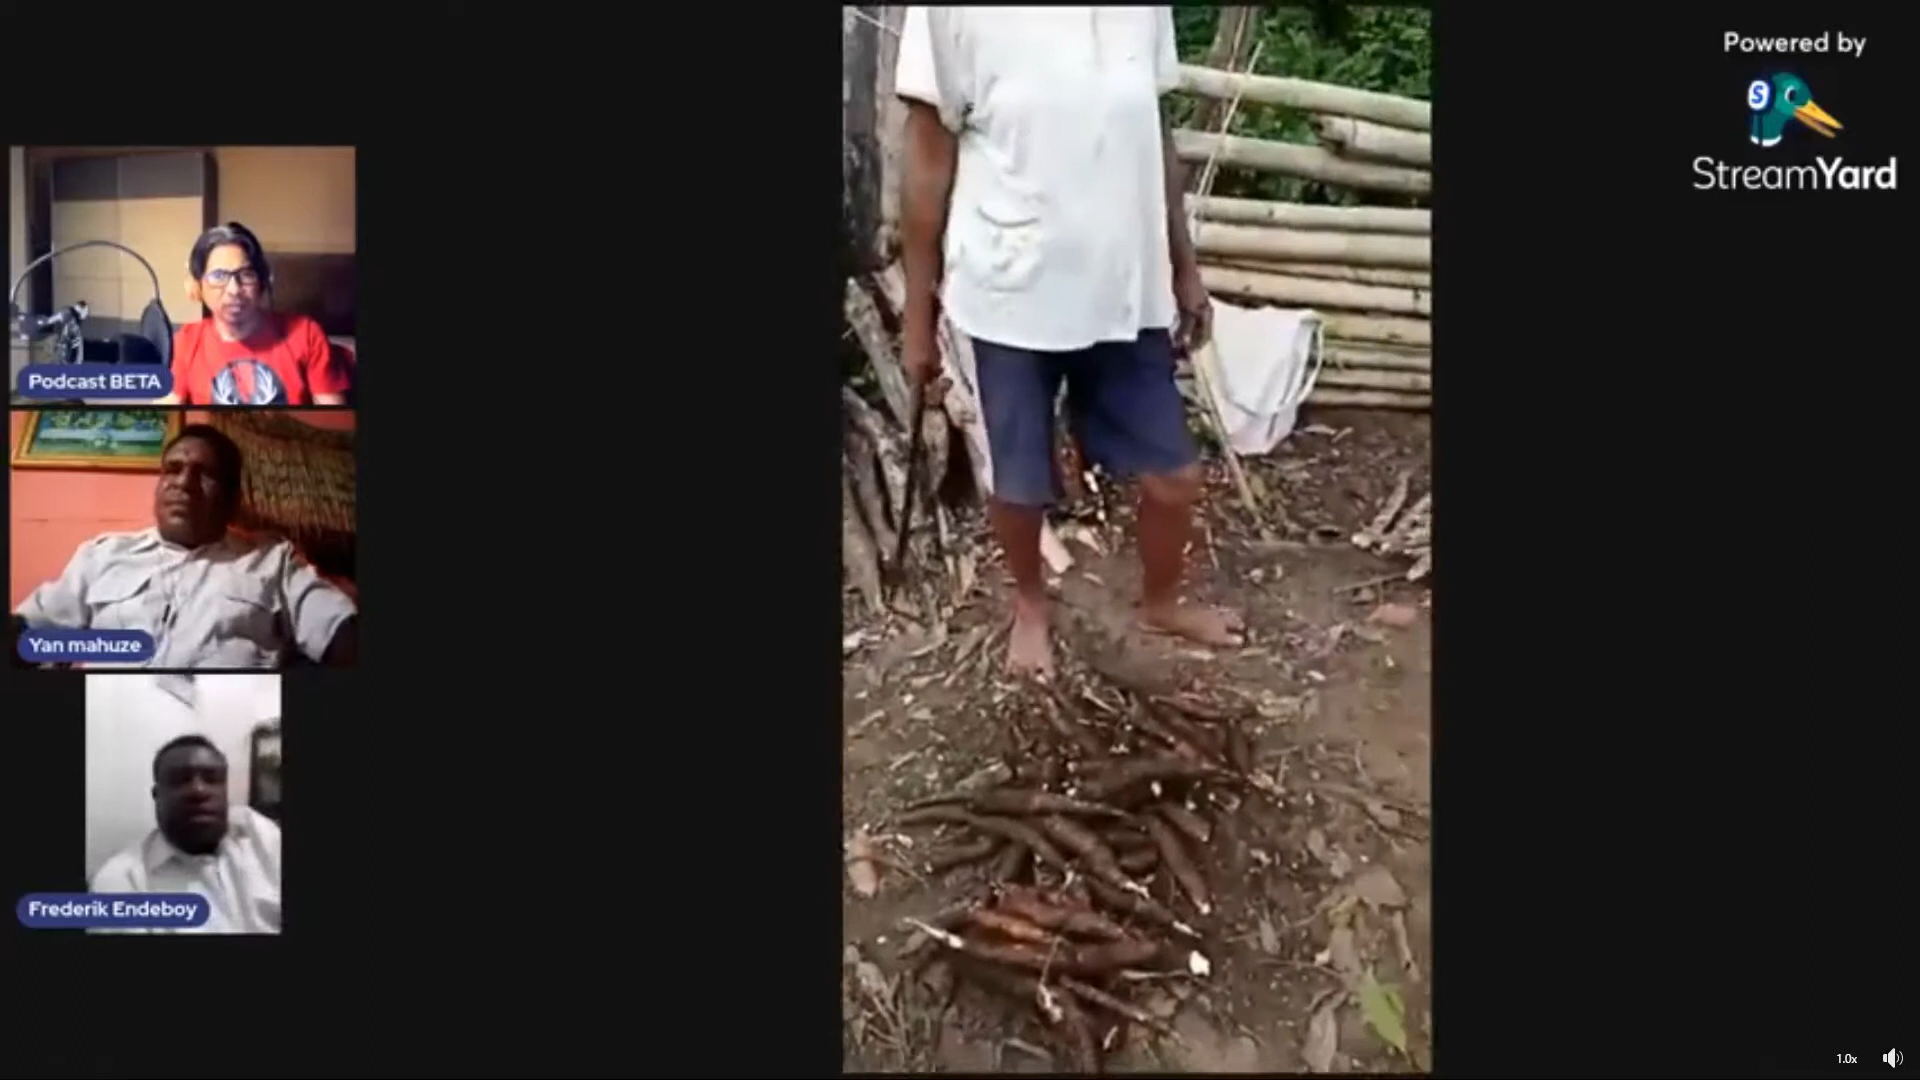 Powered by
S
StreamYard
Podcast BETA
Yan mahuze
Frederik Endeboy
1.0x